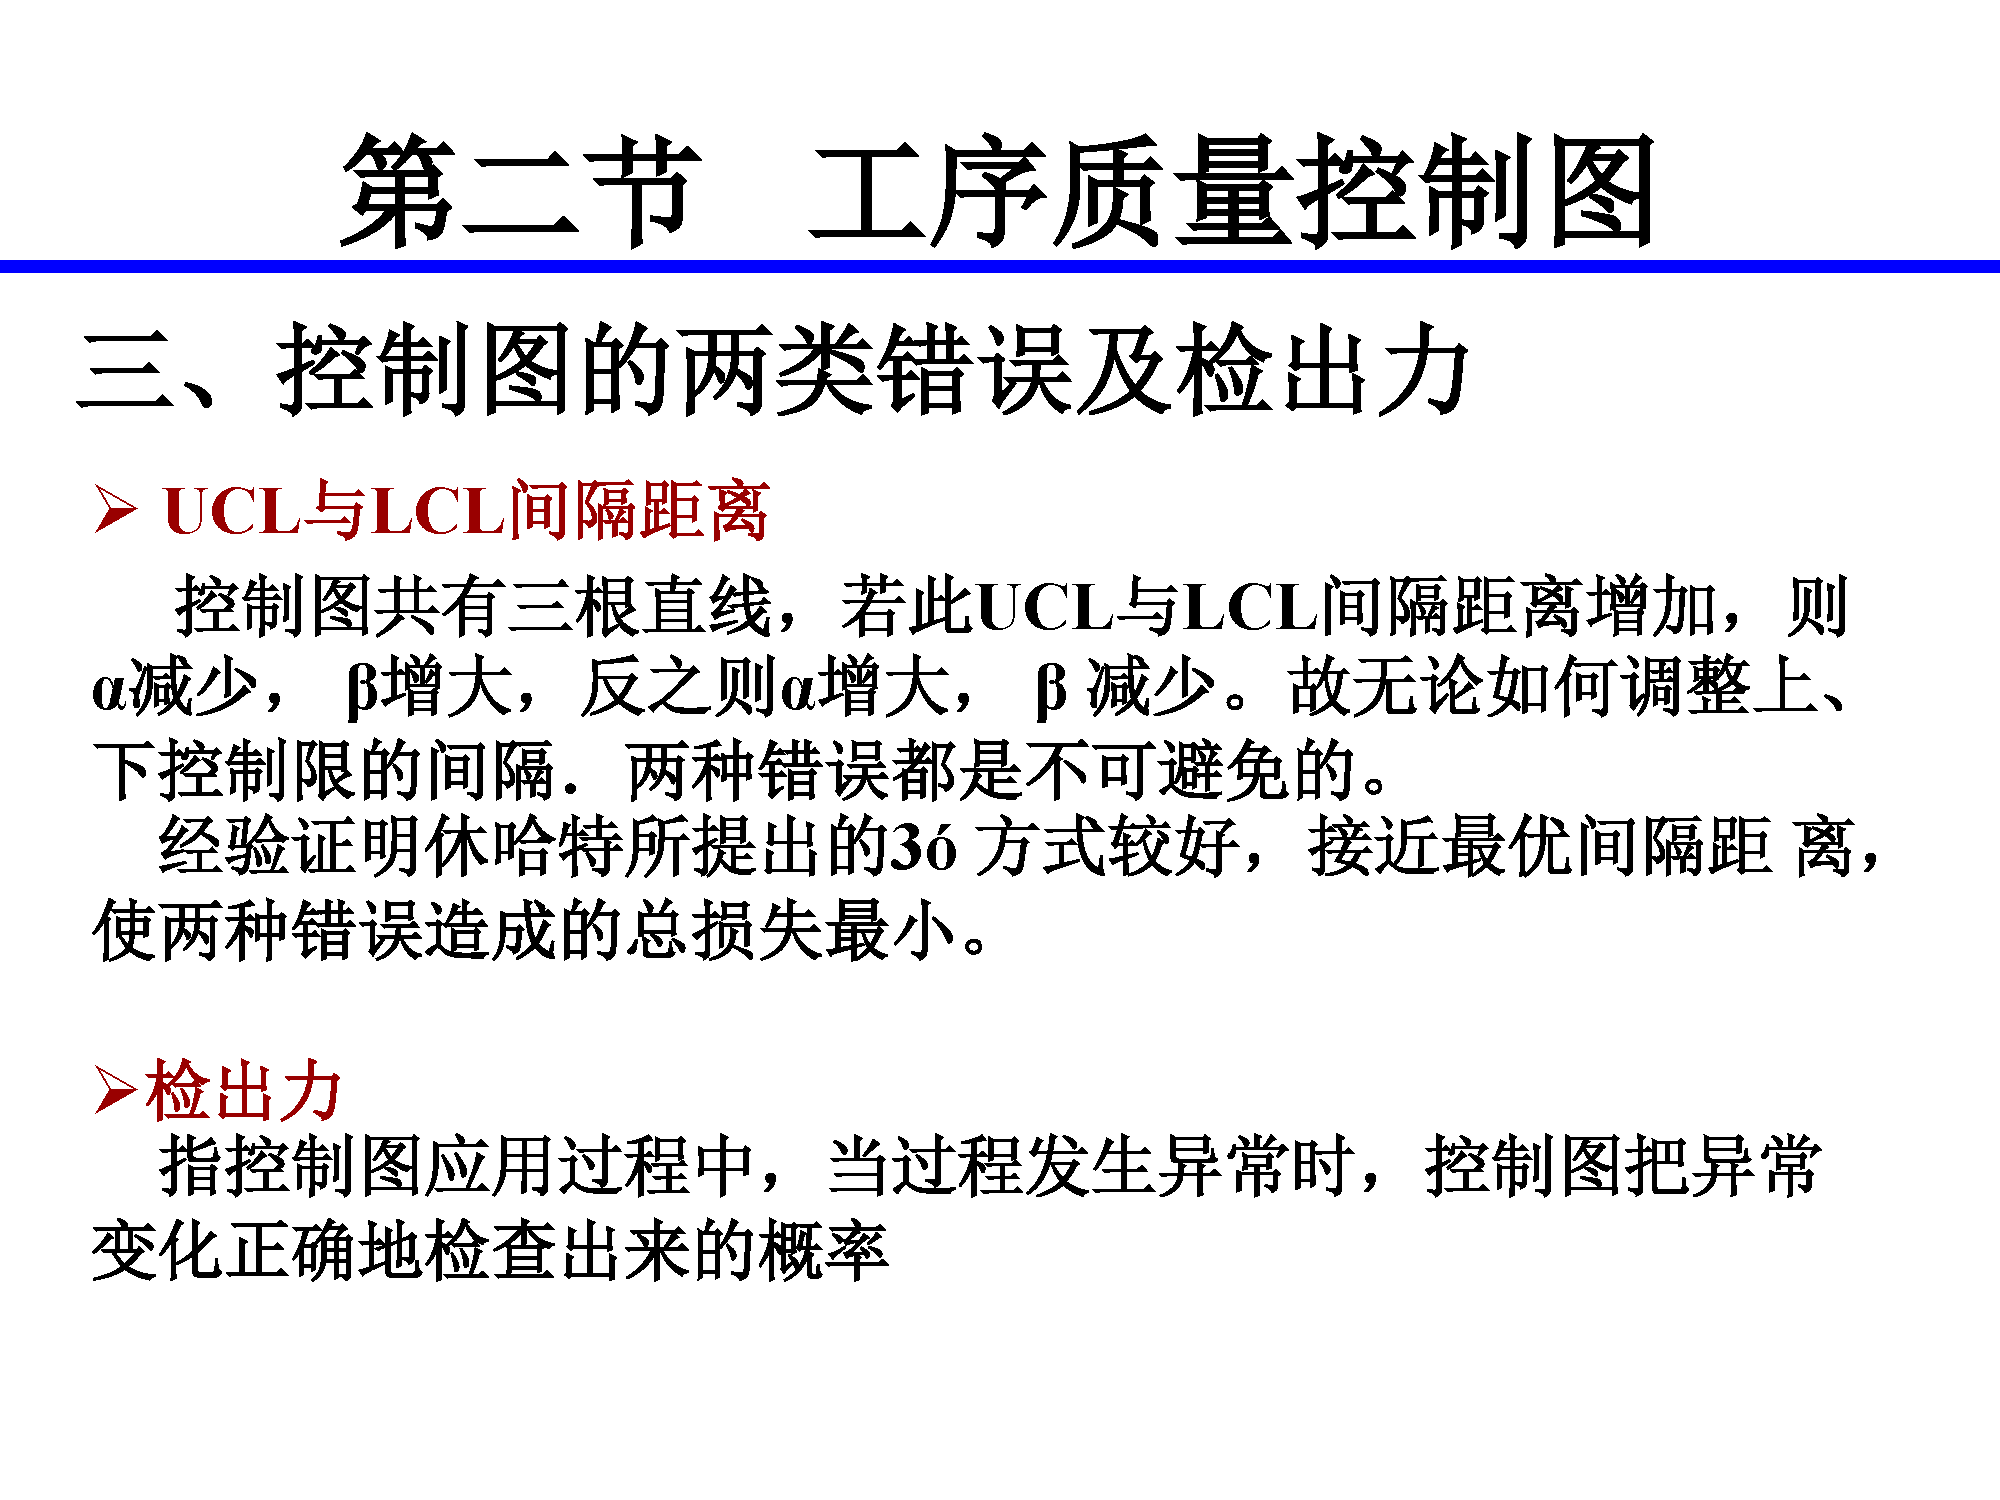 第二节 工序质量控制图
三、控制图的两类错误及检出力
➢ UCL与LCL间隔距离
控制图共有三根直线，若此UCL与LCL间隔距离增加，则
α减少， β增大，反之则α增大， β 减少。故无论如何调整上、
下控制限的间隔．两种错误都是不可避免的。
经验证明休哈特所提出的3ó 方式较好，接近最优间隔距 离，
使两种错误造成的总损失最小。
➢检出力
指控制图应用过程中，当过程发生异常时，控制图把异常
变化正确地检查出来的概率